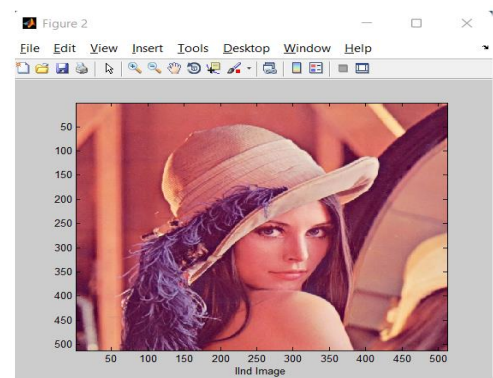 Figure 2
File Edit View Insert Tools Desktop Window Help
50
100
150
200
250
300
350
400
450
500
50 100 150 200 250 300 350 400 450 500
IInd Image